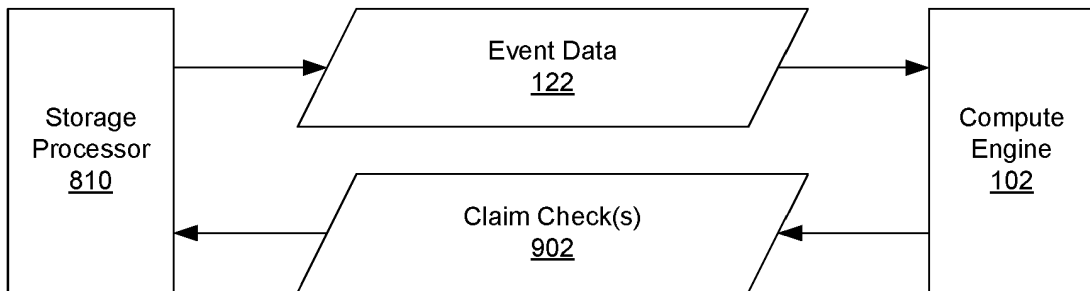 Storage
Processor
810
Event Data
122
Claim Check(s)
902
Compute
Engine
102